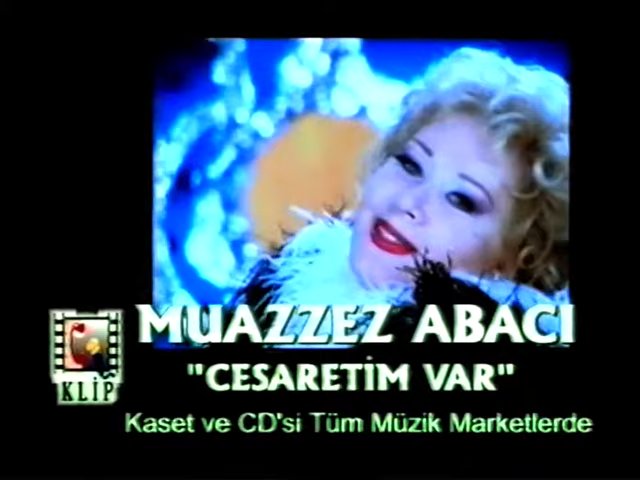 MUAZZEZ ABACI
KLİP
"CESARETİM VAR"
Kaset ve CD'si Tüm Müzik Marketlerde